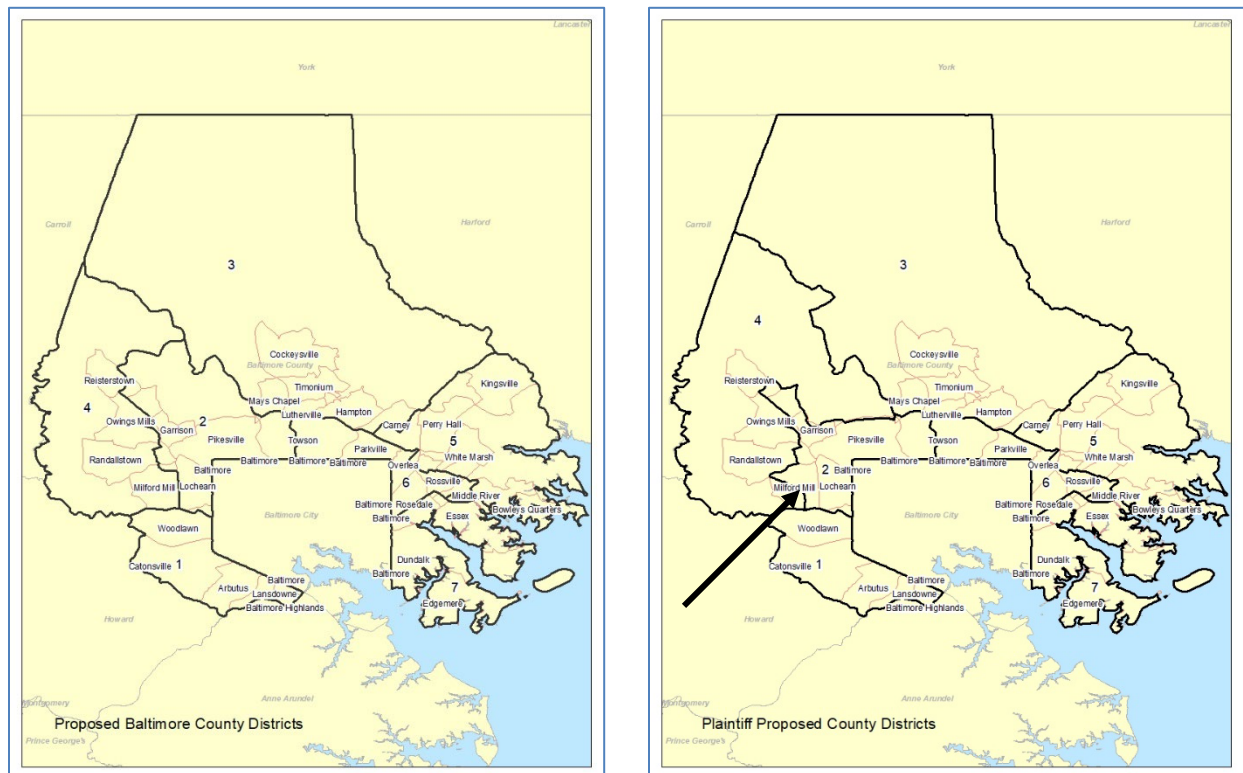 Lancaster
York
Carroll
Harford
3
Cockeysville
Baltimore County
Kingsville
Timonium
Reisterstown
Mays Chapel
4
Lutherville
Hampton
2
Owings Mills
Carney
Perry Hall
Garrison
5
Pikesville
Towson
Parkville
Randallstown
White Marsh
Baltimore
Baltimore
Baltimore
Overlea
Baltimore
Milford Mill
Lochearn
6
Rossville
Middle River
Baltimore
Rosedale
Bowleys Quarters
Woodlawn
Baltimore City
Baltimore
Essex
Dundalk
Catonsville
1
Baltimore
Baltimore
Arbutus
Lansdowne
7
Baltimore Highlands
Edgemere
Howard
Anne Arundel
Montgomery
Proposed Baltimore County Districts
Prince George's
Lancaster
York
Carroll
Harford
3
4
Cockeysville
Baltimore County
Kingsville
Timonium
Reisterstown
Mays Chapel
Lutherville
Hampton
Owings Mills
Carney
Perry Hall
Garrison
5
Pikesville
Towson
Parkville
Randallstown
White Marsh
Baltimore
Baltimore
Baltimore
Overlea
2
Baltimore
Milford Mill
Lochearn
6
Rossville
Middle River
Baltimore
Rosedale
Bowleys Quarters
Woodlawn
Baltimore City
Baltimore
Essex
Dundalk
Catonsville
1
Baltimore
Baltimore
Arbutus
Lansdowne
7
Baltimore Highlands
Edgemere
Howard
Anne Arundel
Montgomery
Plaintiff Proposed County Districts
Prince George's